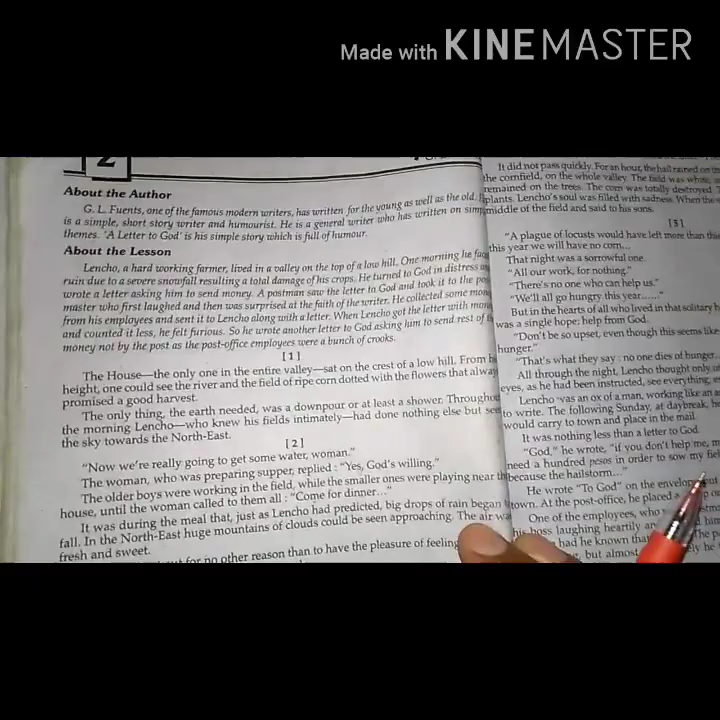 Made with KINEMASTER
2
About the Author
G. L. Fuents, one of the famous modern writers, has written for the young as well as the old.
is a simple, short story writer and humourist. He is a general writer who has written on
themes. 'A Letter to God' is his simple story which is full of humour.
About the Lesson
Lencho, a hard working farmer, lived in a valley on the top of a low hill. One morning he
ruin due to a severe snowfall resulting a total damage of his crops. He turned to God in distress
wrote a letter asking him to send money. A postman saw the letter to God and took it to the
master who first laughed and then was surprised at the faith of the writer. He collected some
from his employees and sent it to Lencho along with a letter. When Lencho got the letter with
and counted it less, he felt furious. So he wrote another letter to God asking him to send rest of
money not by the post as the post-office employees were a bunch of crooks.
[1]
The House—the only one in the entire valley—sat on the crest of a low hill. From
height, one could see the river and the field of ripe corn dotted with the flowers that
promised a good harvest.
The only thing, the earth needed, was a downpour or at least a shower. Throughout
the morning Lencho—who knew his fields intimately—had done nothing else but
the sky towards the North-East.
[2]
"Now we're really going to get some water, woman."
The woman, who was preparing supper, replied : "Yes, God's willing."
The older boys were working in the field, while the smaller ones were playing near
house, until the woman called to them all : "Come for dinner..."
It was during the meal that, just as Lencho had predicted, big drops of rain began
fall. In the North-East huge mountains of clouds could be seen approaching. The air
fresh and sweet.
for no other reason than to have the pleasure of feeling
It did not pass quickly. For an hour, the hail rained on
the cornfield, on the whole valley. The field was white,
remained on the trees. The corn was totally destroyed.
plants. Lencho's soul was filled with sadness. When the
middle of the field and said to his sons.
[3]
"A plague of locusts would have left more than
this year we will have no corn...
That night was a sorrowful one.
"All our work, for nothing."
"There's no one who can help us."
"We'll all go hungry this year......"
But in the hearts of all who lived in that solitary
was a single hope: help from God.
"Don't be so upset, even though this seems like
hunger."
"That's what they say : no one dies of hunger.
All through the night, Lencho thought only
eyes, as he had been instructed, see everything,
Lencho was an ox of a man, working like an
to write. The following Sunday, at daybreak,
would carry to town and place in the mail
It was nothing less than a letter to God.
"God," he wrote, "if you don't help me,
need a hundred pesos in order to sow my
because the hailstorm..."
He wrote "To God" on the envelope
town. At the post-office, he placed a
One of the employees, who
his boss laughing heartily and
had he known
but almost